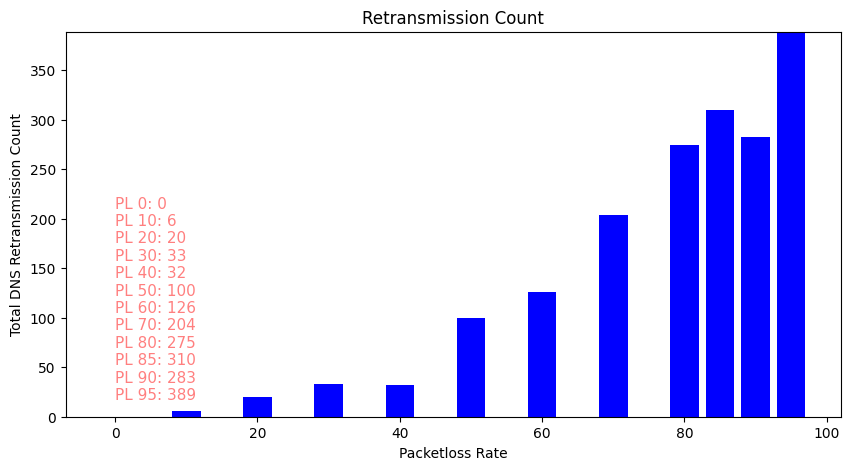 Retransmission Count
Total DNS Retransmission Count
350
300
250
200
150
100
50
0
PL 0: 0
PL 10: 6
PL 20: 20
PL 30: 33
PL 40: 32
PL 50: 100
PL 60: 126
PL 70: 204
PL 80: 275
PL 85: 310
PL 90: 283
PL 95: 389
0 20 40 60 80 100
Packetloss Rate